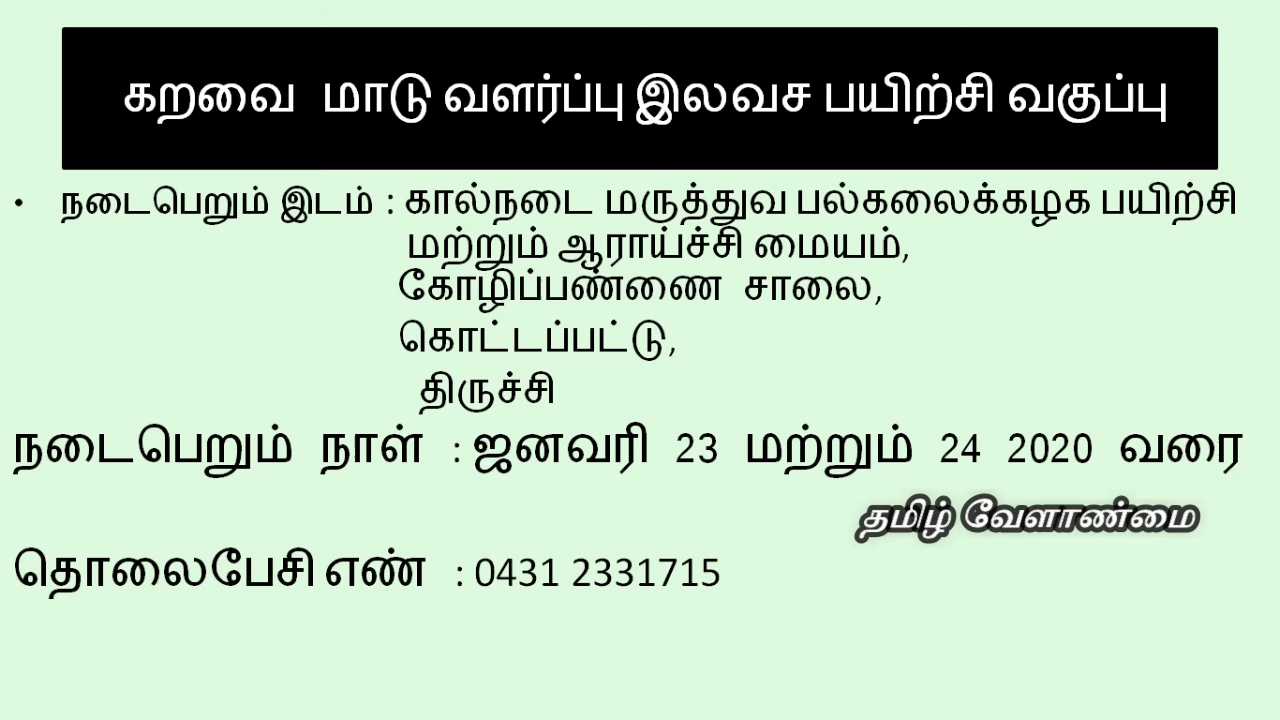 கறவை மாடு வளர்ப்பு இலவச பயிற்சி வகுப்பு
• நடைபெறும் இடம் : கால்நடை மருத்துவ பல்கலைக்கழக பயிற்சி
மற்றும் ஆராய்ச்சி மையம்,
கோழிப்பண்ணை சாலை,
கொட்டப்பட்டு,
திருச்சி
நடைபெறும் நாள் : ஜனவரி 23 மற்றும் 24 2020 வரை
தமிழ் வேளாண்மை
தொலைபேசி எண் : 0431 2331715